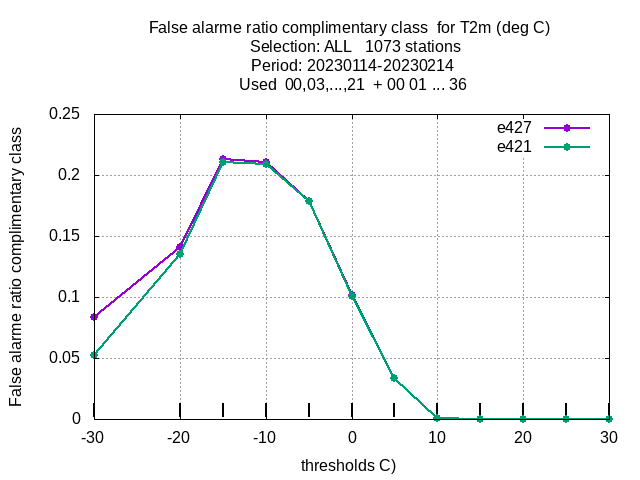 False alarme ratio complimentary class  for T2m (deg C)
Selection: ALL   1073 stations
Period: 20230114-20230214
Used  00,03,...,21  + 00 01 ... 36
e427
e421
False alarme ratio complimentary class
0.25
0.2
0.15
0.1
0.05
0
-30 -20 -10 0 10 20 30
thresholds C)